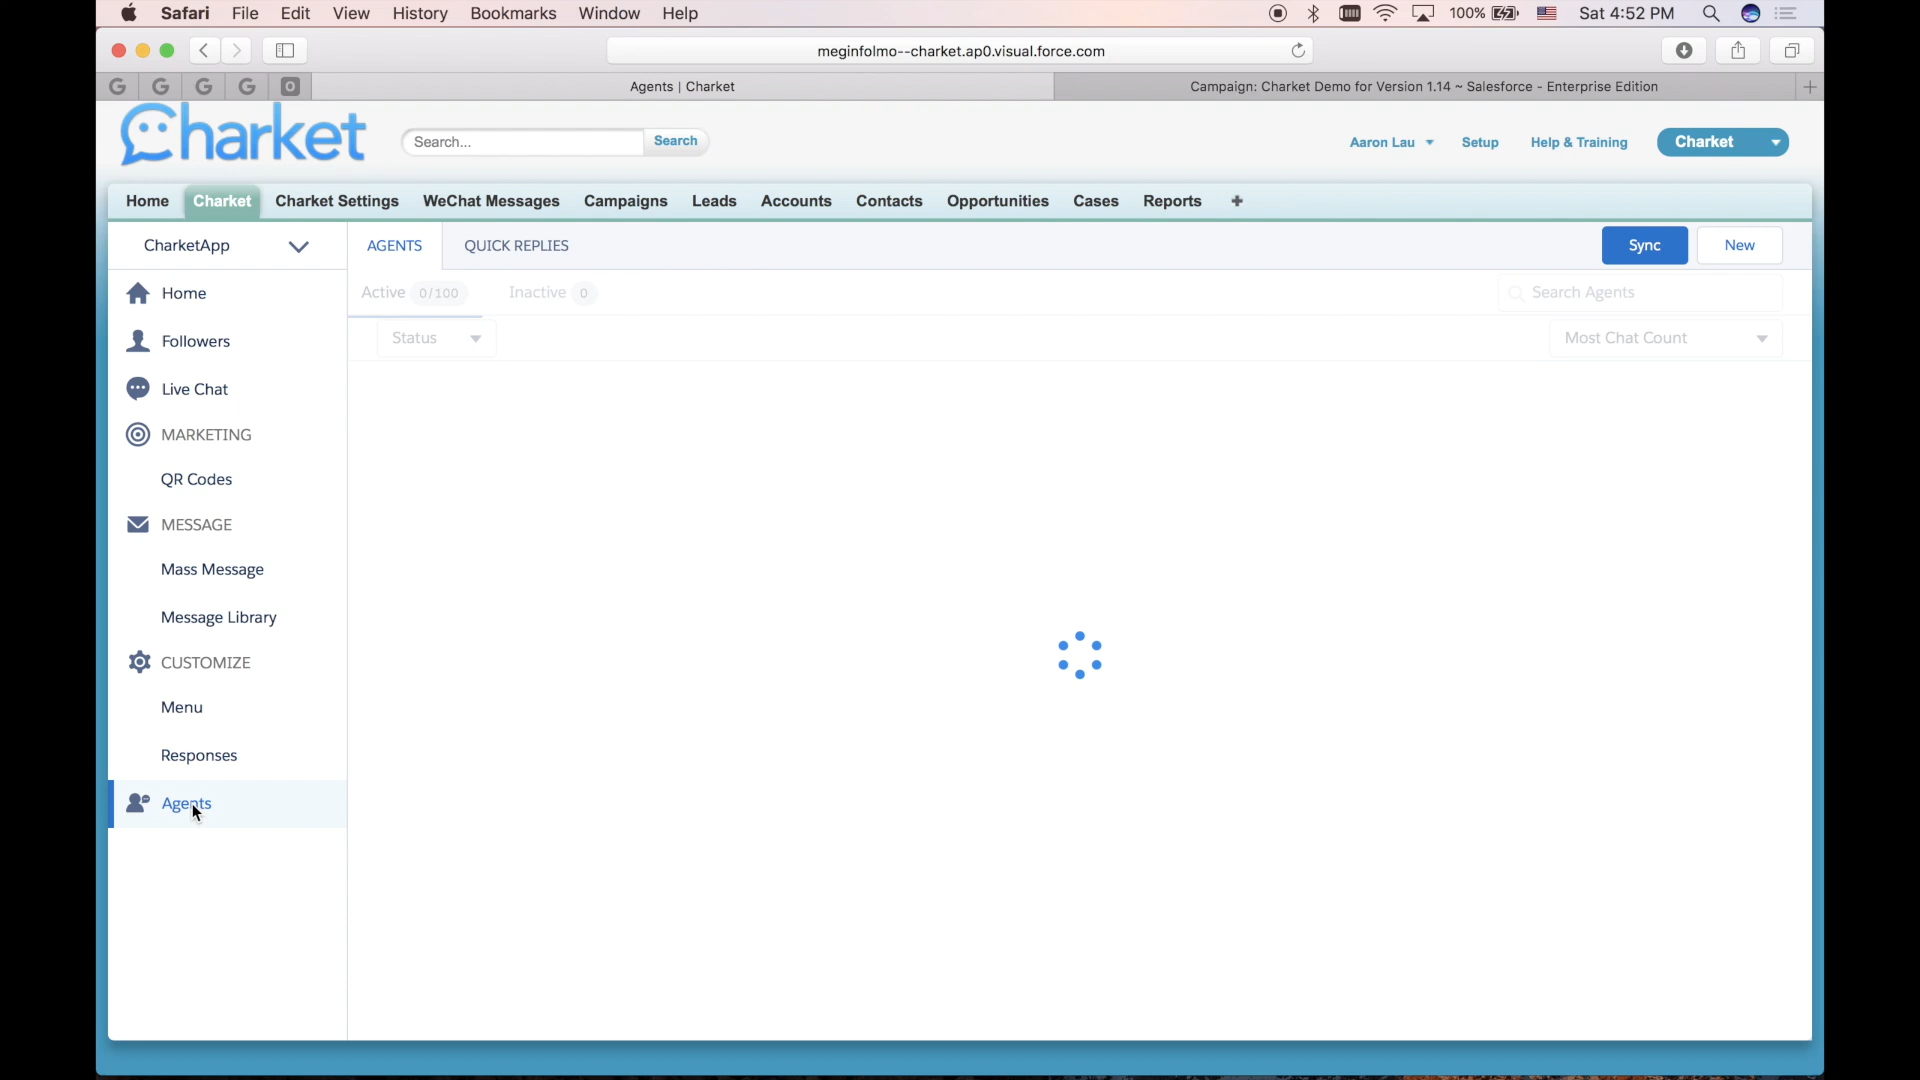 Safari File Edit View History Bookmarks Window Help 100% Sat 4:52 PM
meginfolmo--charket.ap0.visual.force.com
G G G G O Agents | Charket Campaign: Charket Demo for Version 1.14 ~ Salesforce - Enterprise Edition +
Charket Search... Search Aaron Lau Setup Help & Training Charket
Home Charket Charket Settings WeChat Messages Campaigns Leads Accounts Contacts Opportunities Cases Reports +
CharketApp AGENTS QUICK REPLIES Sync New
Home Active 0/100 Inactive 0 Search Agents
Followers Status Most Chat Count
Live Chat
MARKETING
QR Codes
MESSAGE
Mass Message
Message Library
CUSTOMIZE
Menu
Responses
Agents